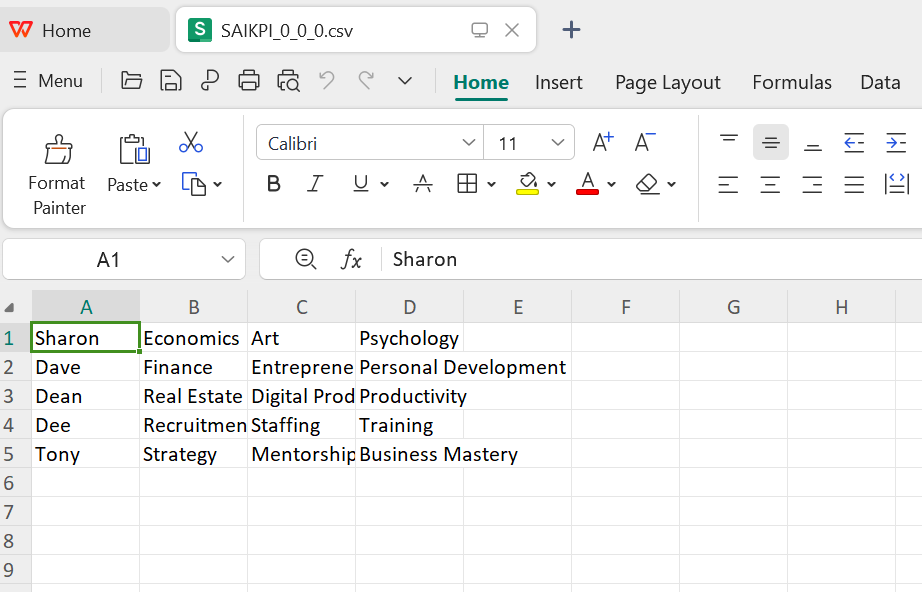 Home
S SAIKPI_0_0_0.csv
Menu Home Insert Page Layout Formulas Data
Format Painter
Paste
Calibri 11 A+ A-
B I U A A
A1 fx Sharon
A B C D E F G H
1 Sharon Economics Art Psychology
2 Dave Finance Entreprene Personal Development
3 Dean Real Estate Digital Prod Productivity
4 Dee Recruitmen Staffing Training
5 Tony Strategy Mentorship Business Mastery
6
7
8
9